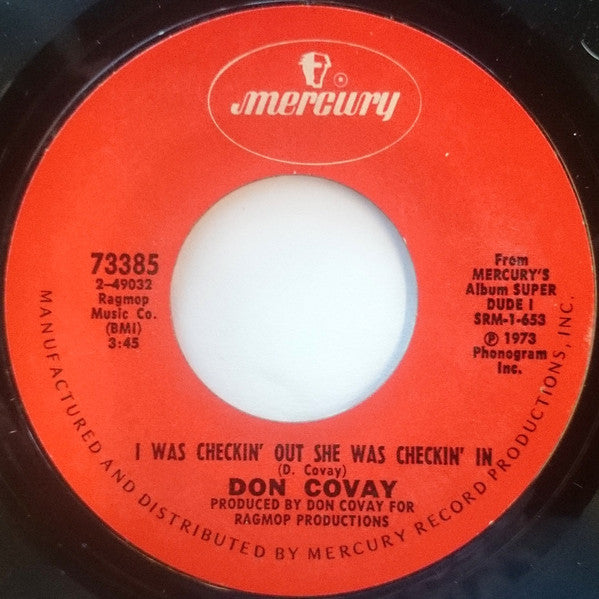 mercury
®
73385
2-49032
Ragmop
Music Co.
(BMI)
3:45
From
MERCURY'S
Album SUPER
DUDE I
SRM-1-653
℗ 1973
Phonogram
Inc.
I WAS CHECKIN' OUT SHE WAS CHECKIN' IN
(D. Covay)
DON COVAY
PRODUCED BY DON COVAY FOR
RAGMOP PRODUCTIONS
MANUFACTURED AND DISTRIBUTED BY MERCURY RECORD PRODUCTIONS, INC.